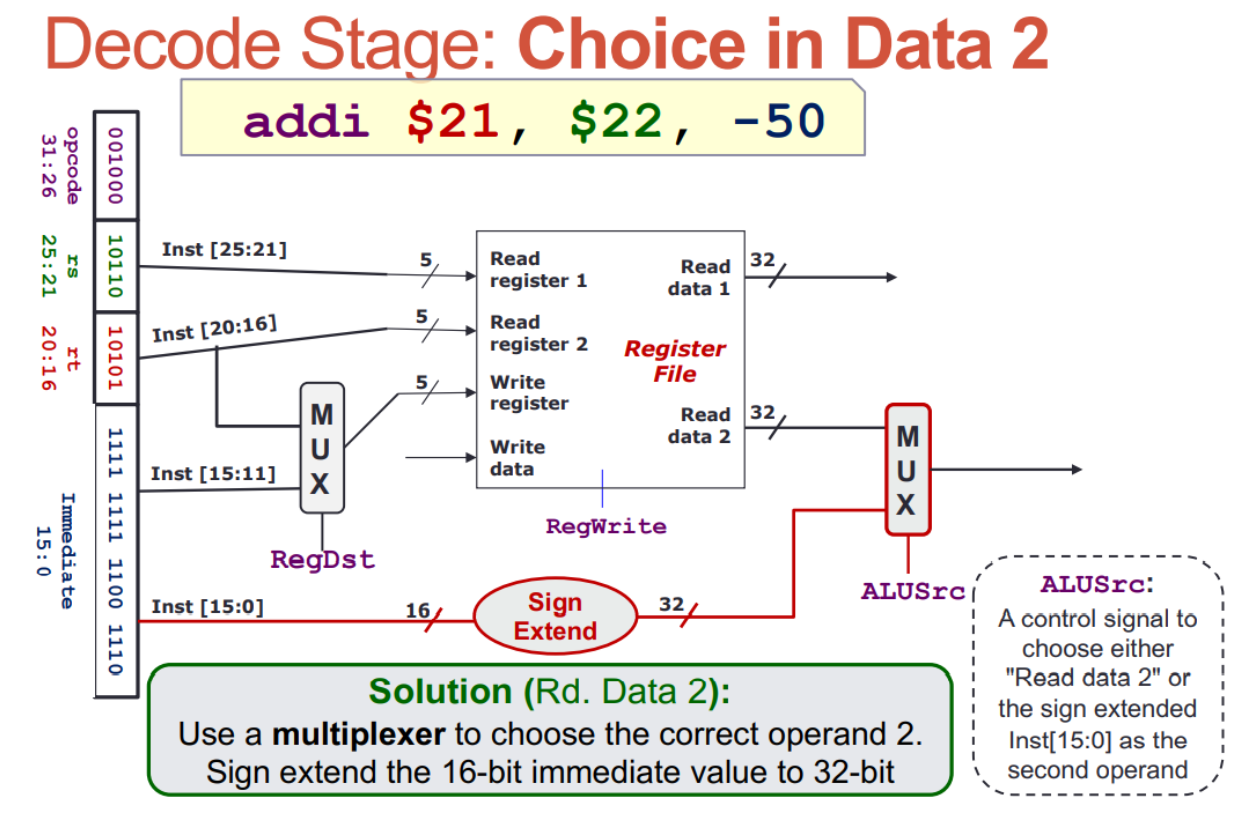 Decode Stage: Choice in Data 2
addi $21, $22, -50
opcode
31:26
001000
rs
25:21
10110
rt
20:16
10101
Immediate
15:0
1111 1111 1100 1110
Inst [25:21]
5
Inst [20:16]
5
5
M
U
X
Inst [15:11]
RegDst
Read
register 1
Read
register 2
Write
register
Write
data
Register
File
Read
data 1
Read
data 2
32
32
RegWrite
M
U
X
ALUSrc
Inst [15:0]
16
Sign
Extend
32
ALUSrc:
A control signal to
choose either
"Read data 2" or
the sign extended
Inst[15:0] as the
second operand
Solution (Rd. Data 2):
Use a multiplexer to choose the correct operand 2.
Sign extend the 16-bit immediate value to 32-bit